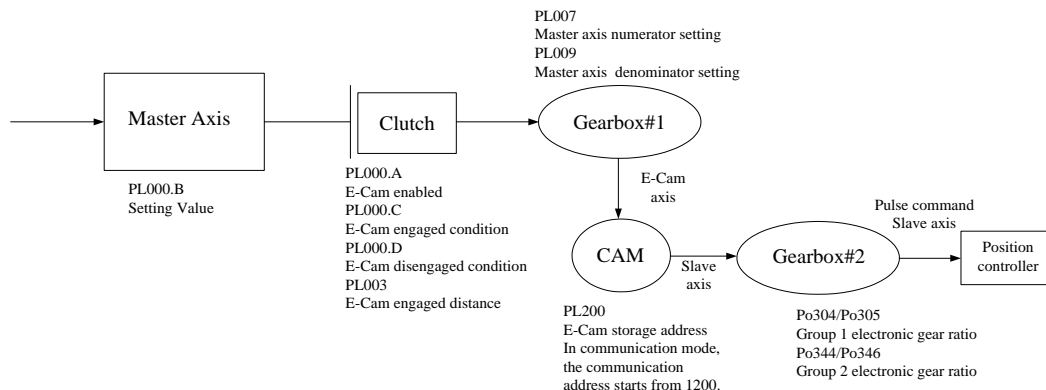 PL007
Master axis numerator setting
PL009
Master axis denominator setting
Master Axis
Clutch
Gearbox#1
PL000.B
Setting Value
PL000.A
E-Cam enabled
PL000.C
E-Cam engaged condition
PL000.D
E-Cam disengaged condition
PL003
E-Cam engaged distance
E-Cam
axis
CAM
Slave
axis
Gearbox#2
Pulse command
Slave axis
Position
controller
PL200
E-Cam storage address
In communication mode,
the communication
address starts from 1200.
Po304/Po305
Group 1 electronic gear ratio
Po344/Po346
Group 2 electronic gear ratio